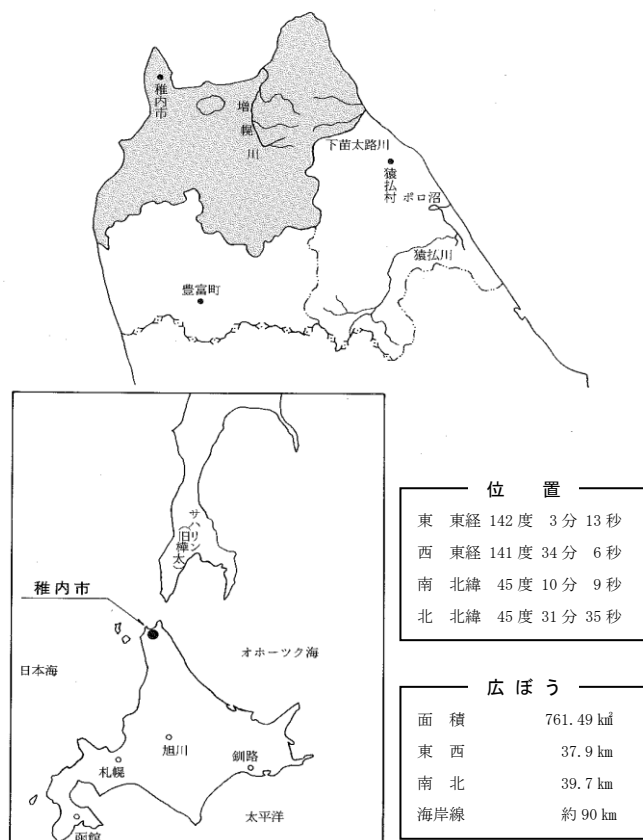 稚内市
増幌川
下苗太路川
猿払村
ポロ沼
猿払川
豊富町
サハリン
(旧樺太)
稚内市
オホーツク海
日本海
旭川
札幌
釧路
函館
太平洋
位 置
東 東経 142 度 3 分 13 秒
西 東経 141 度 34 分 6 秒
南 北緯 45 度 10 分 9 秒
北 北緯 45 度 31 分 35 秒
広 ぼ う
面 積 761.49 ㎢
東 西 37.9 ㎞
南 北 39.7 ㎞
海岸線 約 90 ㎞